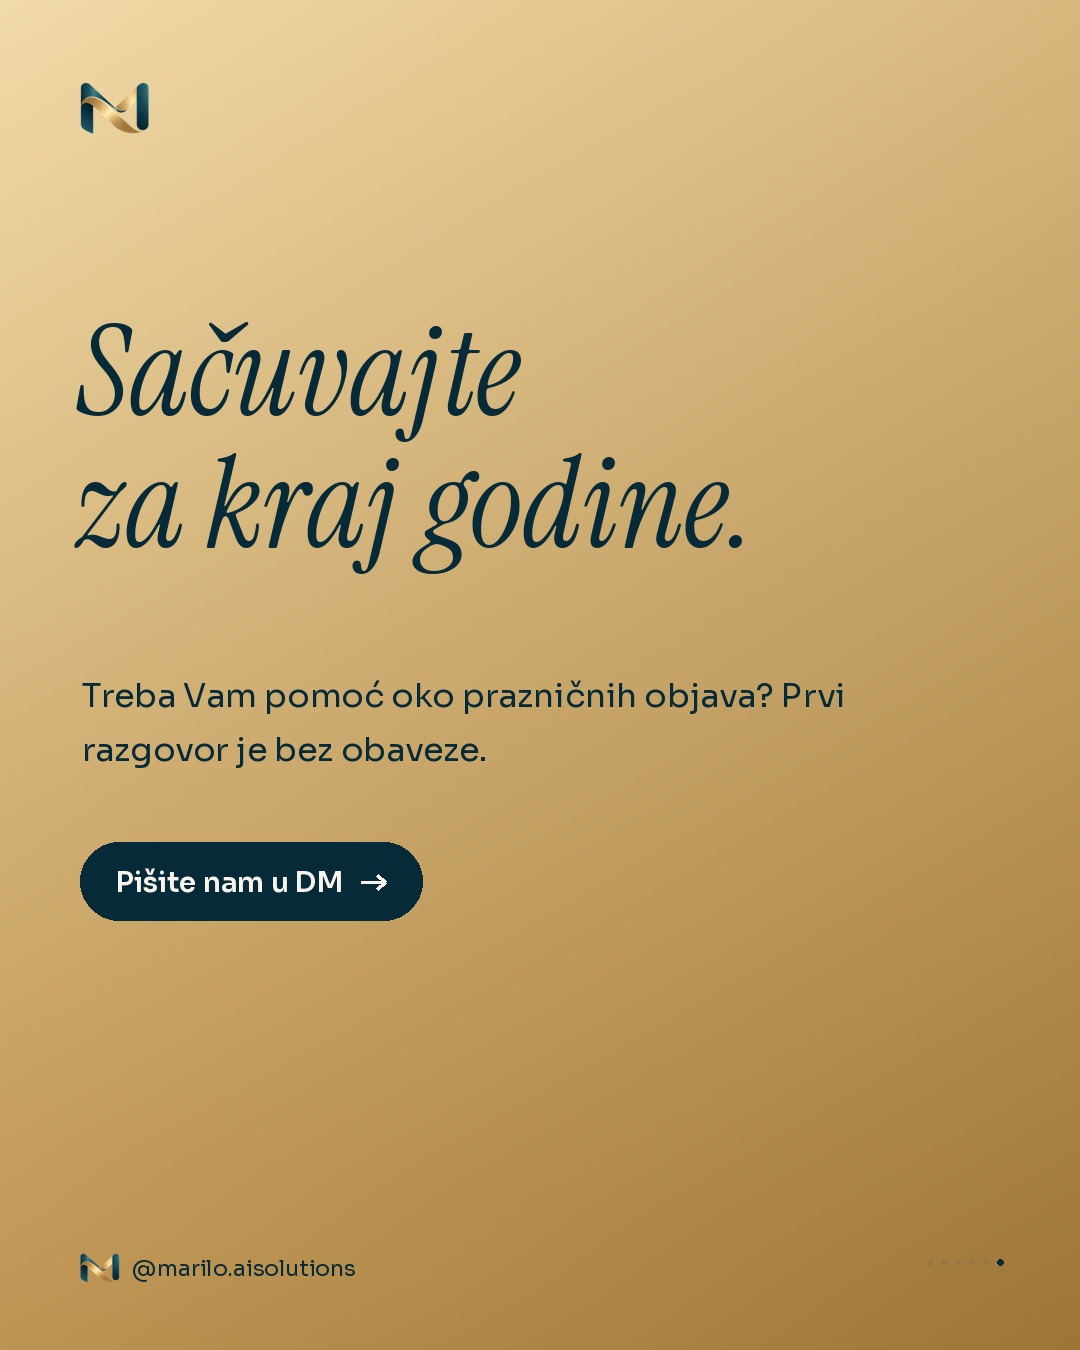 Sačuvajte
za kraj godine.
Treba Vam pomoć oko prazničnih objava? Prvi
razgovor je bez obaveze.
Pišite nam u DM →
@marilo.aisolutions